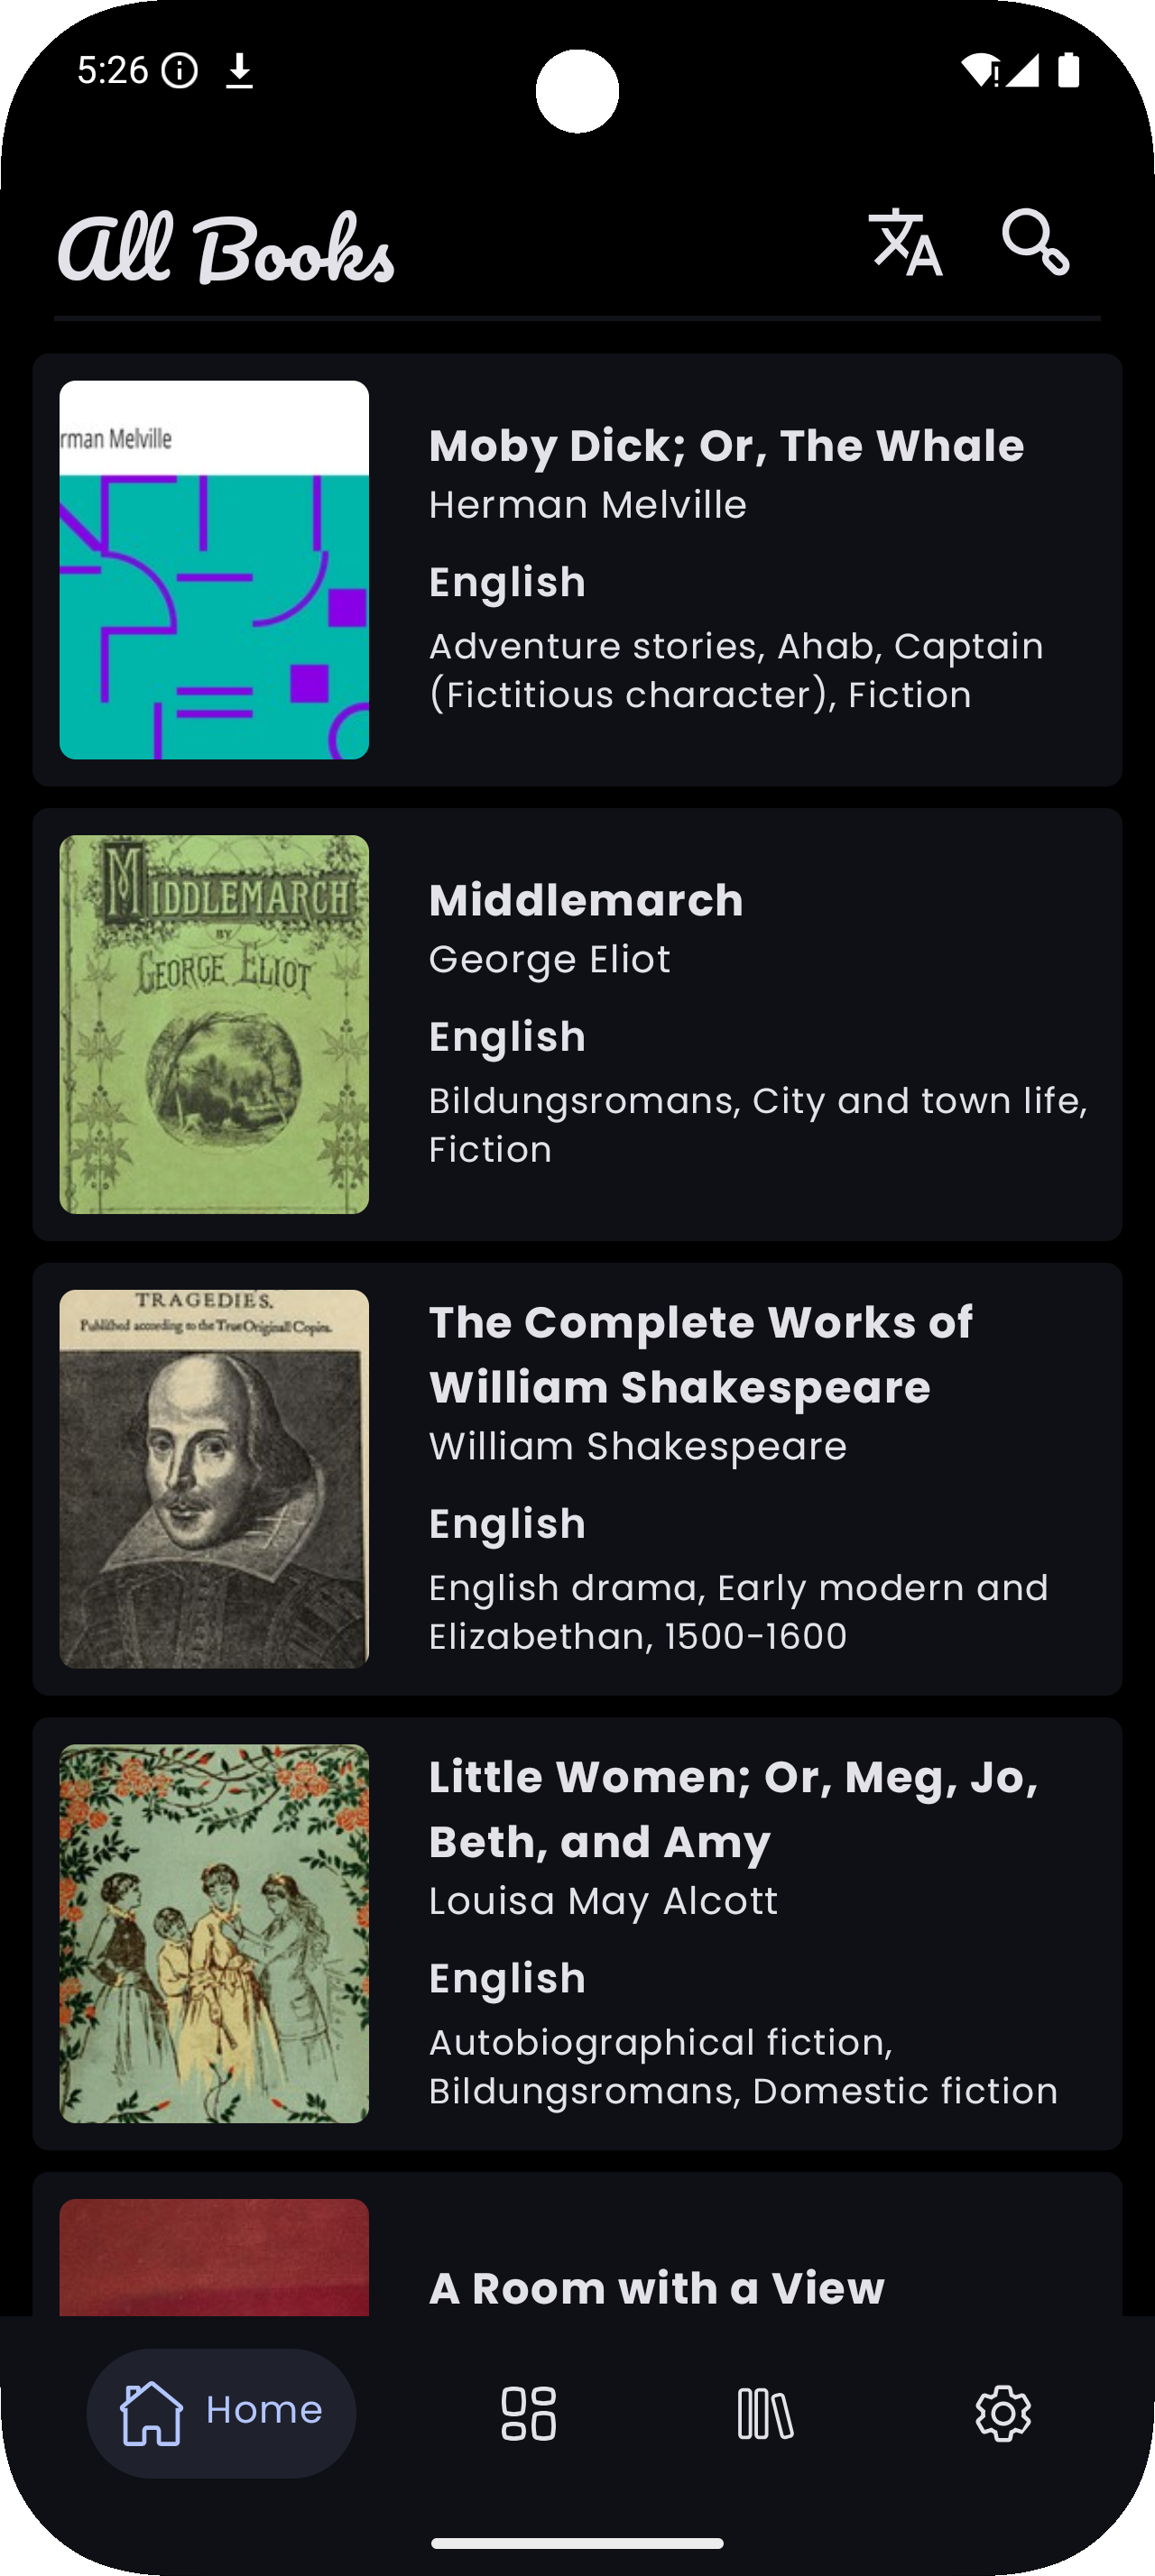 5:26
All Books
rman Melville
Moby Dick; Or, The Whale
Herman Melville
English
Adventure stories, Ahab, Captain
(Fictitious character), Fiction
MIDDLEMARCH
BY
GEORGE ELIOT
Middlemarch
George Eliot
English
Bildungsromans, City and town life,
Fiction
TRAGEDIES.
Published according to the True Originall Copies.
The Complete Works of
William Shakespeare
William Shakespeare
English
English drama, Early modern and
Elizabethan, 1500-1600
Little Women; Or, Meg, Jo,
Beth, and Amy
Louisa May Alcott
English
Autobiographical fiction,
Bildungsromans, Domestic fiction
A Room with a View
Home